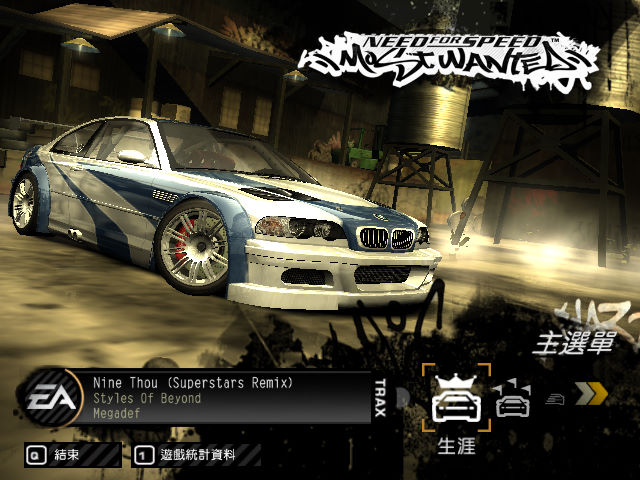 NEED FOR SPEED™
MOST WANTED
主選單
EA
Nine Thou (Superstars Remix)
Styles Of Beyond
Megadef
TRAX
生涯
Q 結束
1 遊戲統計資料